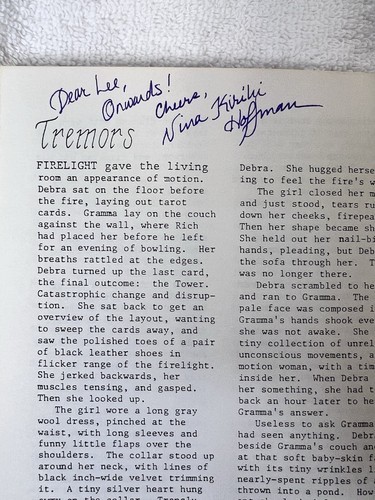 Dear Lee,
Onwards!
Cheers,
Nina Kiriki
Hoffman
Tremors
FIRELIGHT gave the living
room an appearance of motion.
Debra sat on the floor before
the fire, laying out tarot
cards. Gramma lay on the couch
against the wall, where Rich
had placed her before he left
for an evening of bowling. Her
breaths rattled at the edges.
Debra turned up the last card,
the final outcome: the Tower.
Catastrophic change and disrup-
tion. She sat back to get an
overview of the layout, wanting
to sweep the cards away, and
saw the polished toes of a pair
of black leather shoes in
flicker range of the firelight.
She jerked backwards, her
muscles tensing, and gasped.
Then she looked up.
The girl wore a long gray
wool dress, pinched at the
waist, with long sleeves and
funny little flaps over the
shoulders. The collar stood up
around her neck, with lines of
black inch-wide velvet trimming
it. A tiny silver heart hung
Debra. She hugged herse
ing to feel the fire's w
The girl closed her m
and just stood, tears ru
down her cheeks, firepea
Then her shape became sh
She held out her nail-bi
hands, pleading, but Deb
the sofa through her. T
was no longer there.
Debra scrambled to he
and ran to Gramma. The
pale face was composed i
Gramma's hands shook eve
she was not awake. She
tiny collection of unrel
unconscious movements, a
motion woman, with a tim
inside her. When Debra
her something, she had t
back an hour later to he
Gramma's answer.
Useless to ask Gramma
had seen anything. Debr
beside Gramma's couch an
at that soft baby-skin f
with its tiny wrinkles l
nearly-spent ripples of
thrown into a pond. How